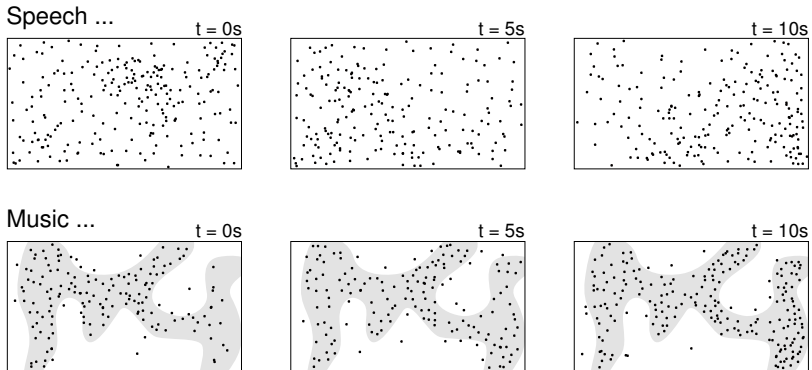 Speech ...
t = 0s
t = 5s
t = 10s
Music ...
t = 0s
t = 5s
t = 10s